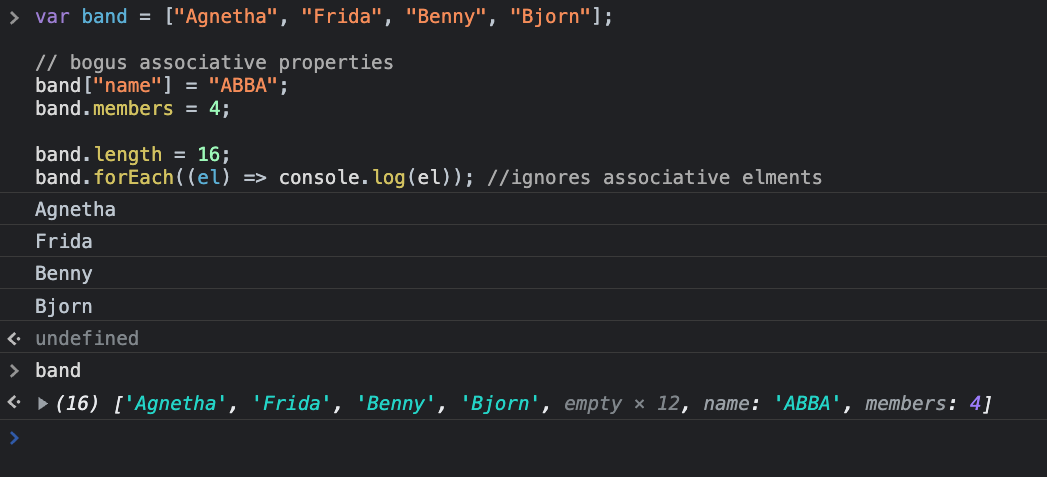 > var band = ["Agnetha", "Frida", "Benny", "Bjorn"];
// bogus associative properties
band["name"] = "ABBA";
band.members = 4;
band.length = 16;
band.forEach((el) => console.log(el)); //ignores associative elments
Agnetha
Frida
Benny
Bjorn
undefined
> band
▶(16) ['Agnetha', 'Frida', 'Benny', 'Bjorn', empty × 12, name: 'ABBA', members: 4]
>